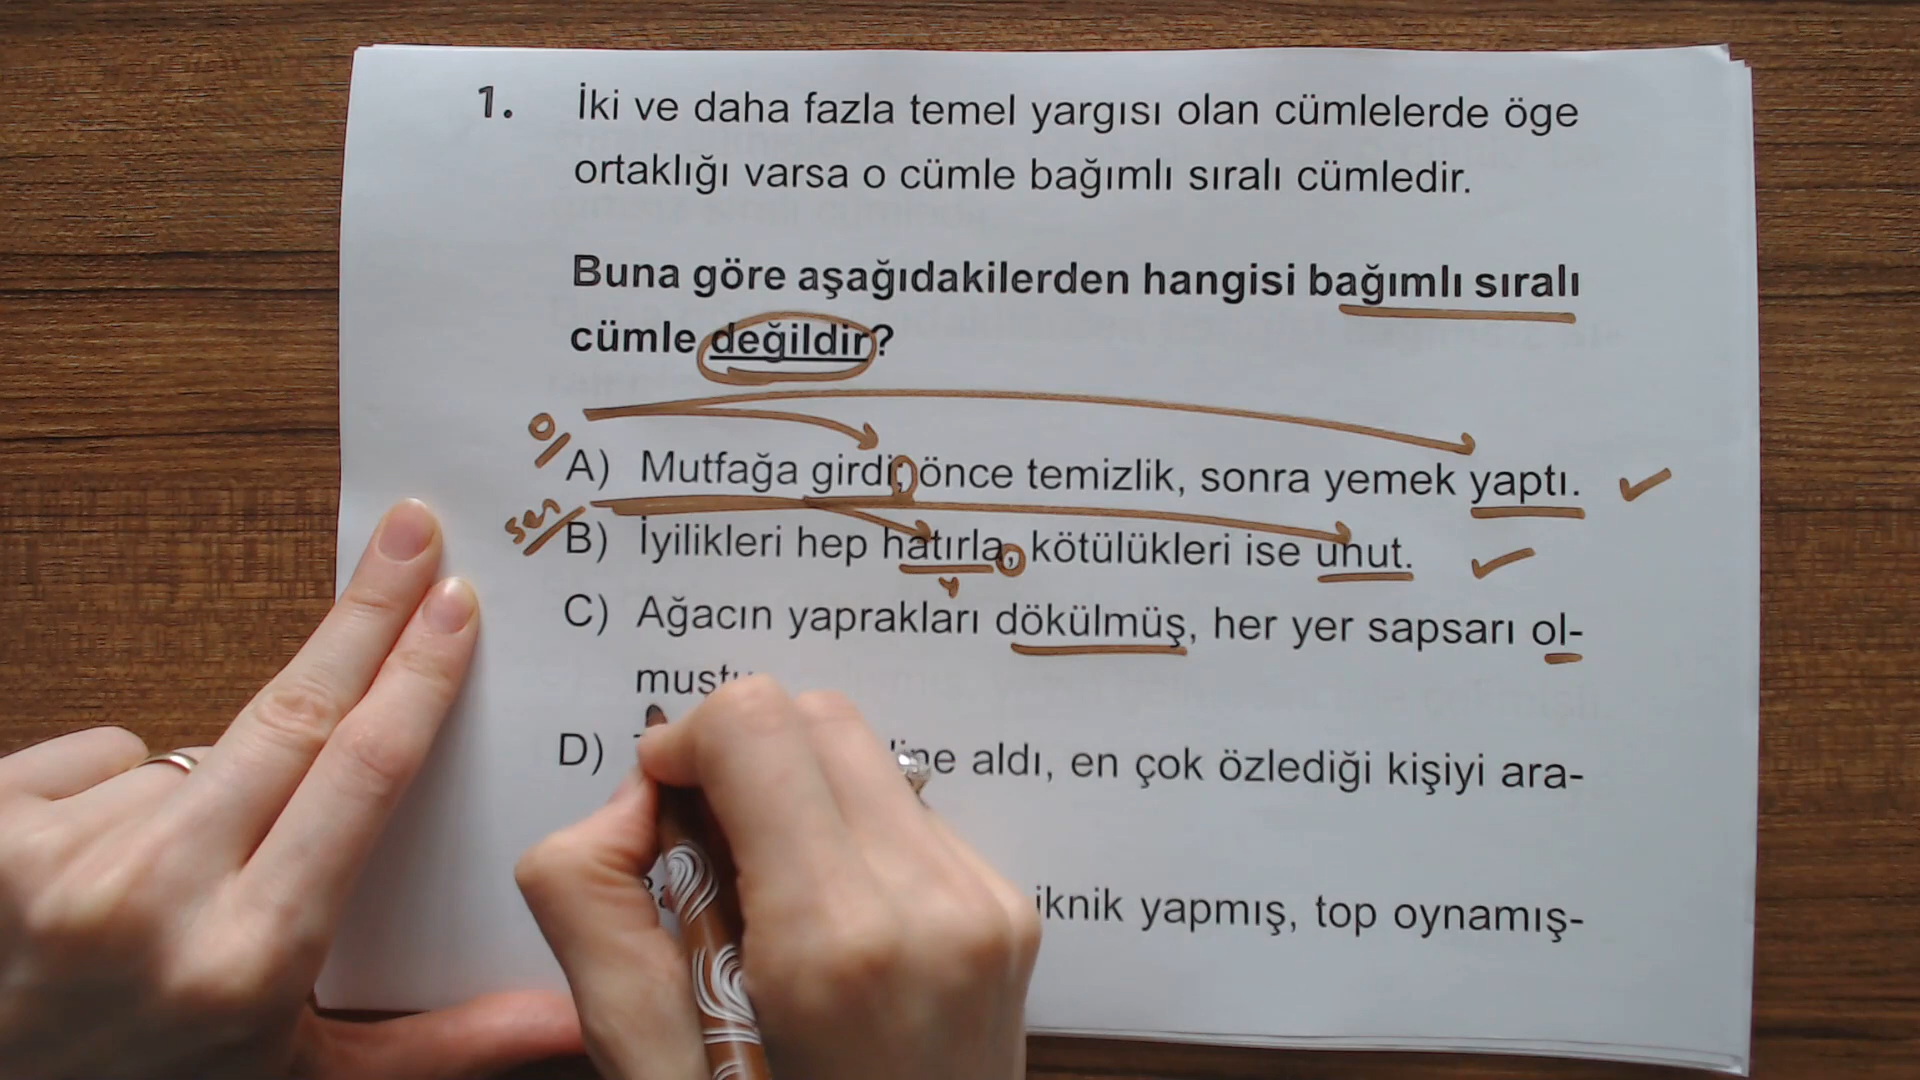 1. İki ve daha fazla temel yargısı olan cümlelerde öge
ortaklığı varsa o cümle bağımlı sıralı cümledir.
Buna göre aşağıdakilerden hangisi bağımlı sıralı
cümle değildir?
O/
A) Mutfağa girdi, önce temizlik, sonra yemek yaptı.
sen/
B) İyilikleri hep hatırla, kötülükleri ise unut.
C) Ağacın yaprakları dökülmüş, her yer sapsarı ol-
muştu
D) aldı, en çok özlediği kişiyi ara-
yapmış, top oynamış-